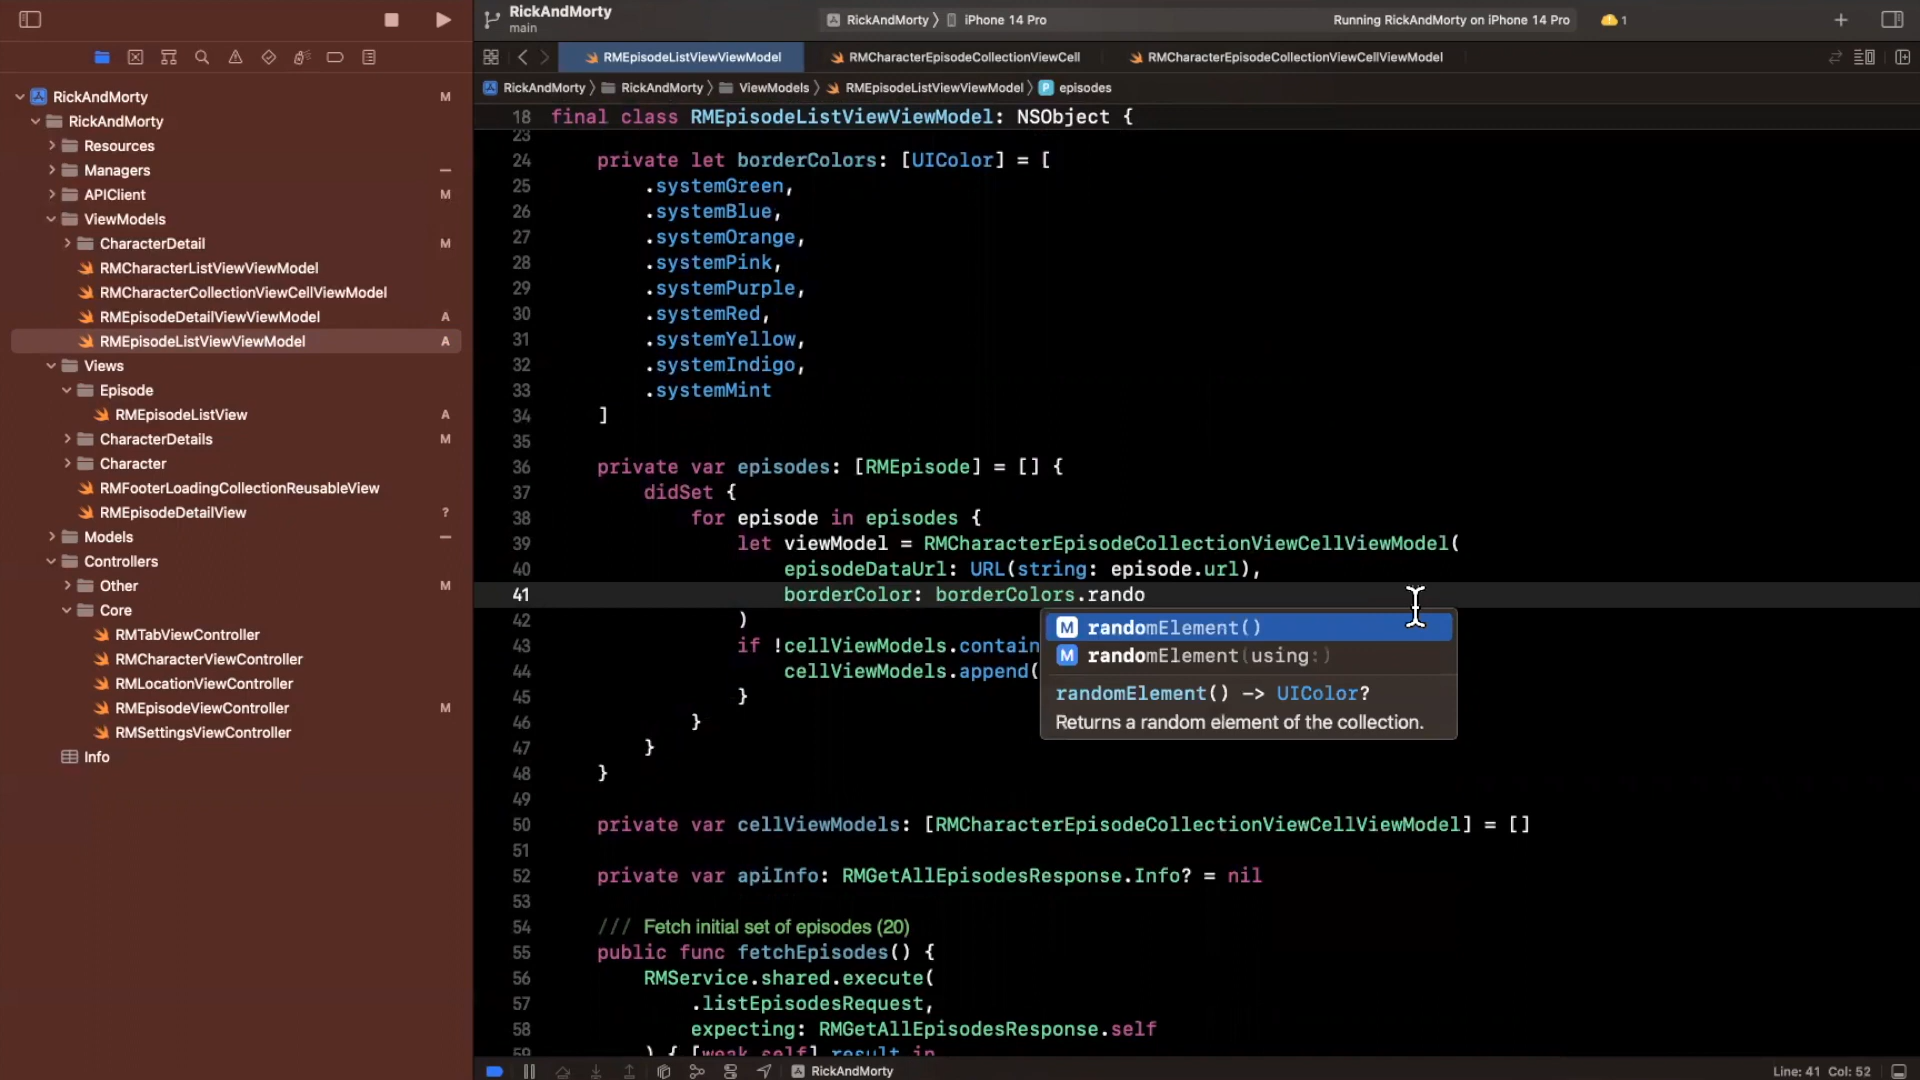 RickAndMorty
main
RickAndMorty
iPhone 14 Pro
Running RickAndMorty on iPhone 14 Pro
1
RMEpisodeListViewViewModel
RMCharacterEpisodeCollectionViewCell
RMCharacterEpisodeCollectionViewCellViewModel
RickAndMorty
RickAndMorty
ViewModels
RMEpisodeListViewViewModel
P
episodes
RickAndMorty M
RickAndMorty
Resources
Managers
APIClient M
ViewModels
CharacterDetail M
RMCharacterListViewViewModel
RMCharacterCollectionViewCellViewModel
RMEpisodeDetailViewViewModel A
RMEpisodeListViewViewModel A
Views
Episode
RMEpisodeListView A
CharacterDetails M
Character
RMFooterLoadingCollectionReusableView
RMEpisodeDetailView ?
Models
Controllers
Other M
Core
RMTabViewController
RMCharacterViewController
RMLocationViewController
RMEpisodeViewController M
RMSettingsViewController
Info
18 final class RMEpisodeListViewViewModel: NSObject {
23
24 private let borderColors: [UIColor] = [
25 .systemGreen,
26 .systemBlue,
27 .systemOrange,
28 .systemPink,
29 .systemPurple,
30 .systemRed,
31 .systemYellow,
32 .systemIndigo,
33 .systemMint
34 ]
35
36 private var episodes: [RMEpisode] = [] {
37 didSet {
38 for episode in episodes {
39 let viewModel = RMCharacterEpisodeCollectionViewCellViewModel(
40 episodeDataUrl: URL(string: episode.url),
41 borderColor: borderColors.rando
42 )
43 if !cellViewModels.contain
44 cellViewModels.append(
45 }
46 }
47 }
48 }
49
50 private var cellViewModels: [RMCharacterEpisodeCollectionViewCellViewModel] = []
51
52 private var apiInfo: RMGetAllEpisodesResponse.Info? = nil
53
54 /// Fetch initial set of episodes (20)
55 public func fetchEpisodes() {
56 RMService.shared.execute(
57 .listEpisodesRequest,
58 expecting: RMGetAllEpisodesResponse.self
59 ) { [weak self] result in
M randomElement()
M randomElement(using:)
randomElement() -> UIColor?
Returns a random element of the collection.
RickAndMorty
Line: 41 Col: 52